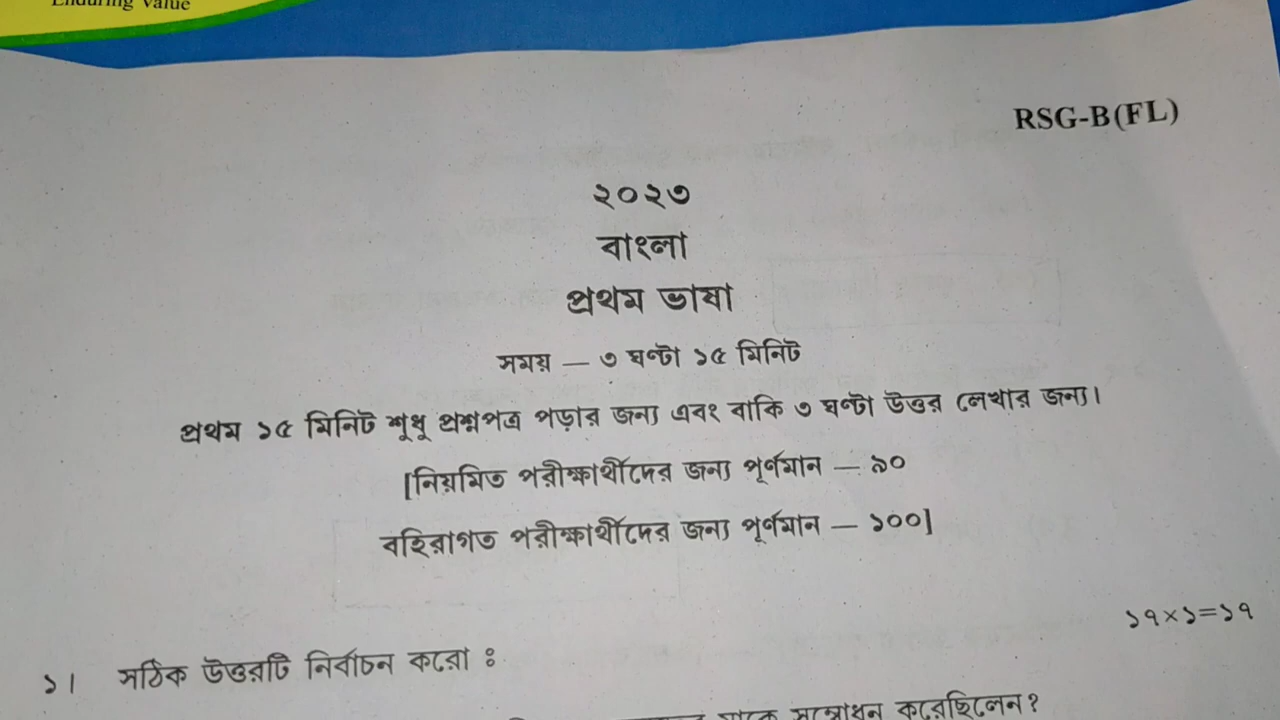 Enduring Value
RSG-B(FL)
২০২৩
বাংলা
প্রথম ভাষা
সময় — ৩ ঘণ্টা ১৫ মিনিট
প্রথম ১৫ মিনিট শুধু প্রশ্নপত্র পড়ার জন্য এবং বাকি ৩ ঘণ্টা উত্তর লেখার জন্য।
[নিয়মিত পরীক্ষার্থীদের জন্য পূর্ণমান — ৯০
বহিরাগত পরীক্ষার্থীদের জন্য পূর্ণমান — ১০০]
১৭×১=১৭
১। সঠিক উত্তরটি নির্বাচন করো ঃ
যাকে সম্বোধন করেছিলেন?